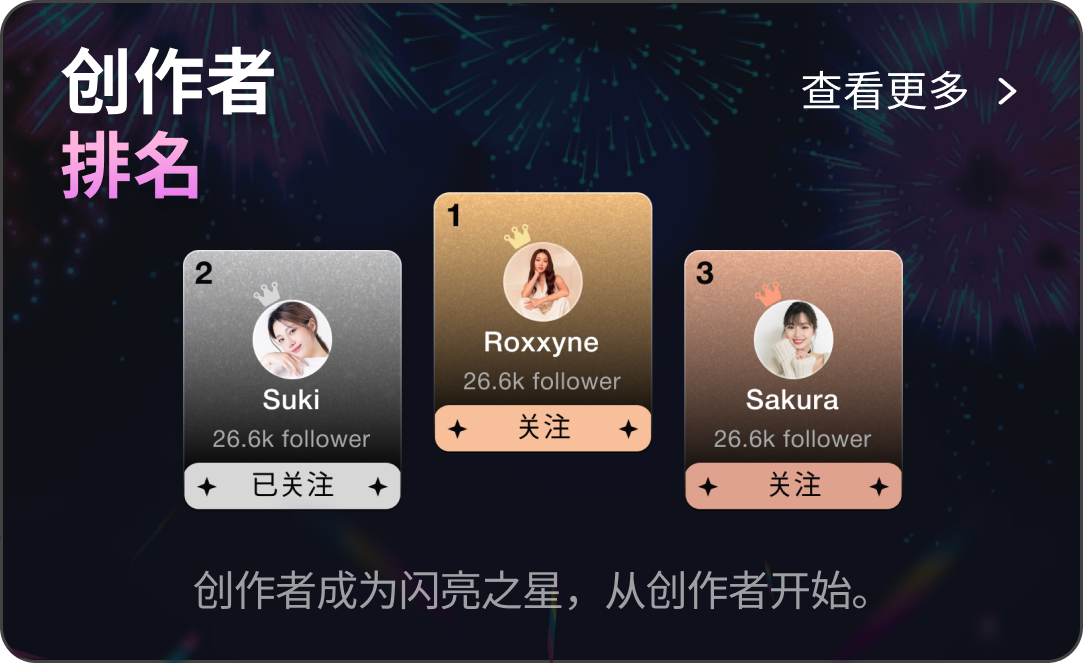 创作者
排名
查看更多
1
Roxxyne
26.6k follower
关注
2
Suki
26.6k follower
已关注
3
Sakura
26.6k follower
关注
创作者成为闪亮之星，从创作者开始。